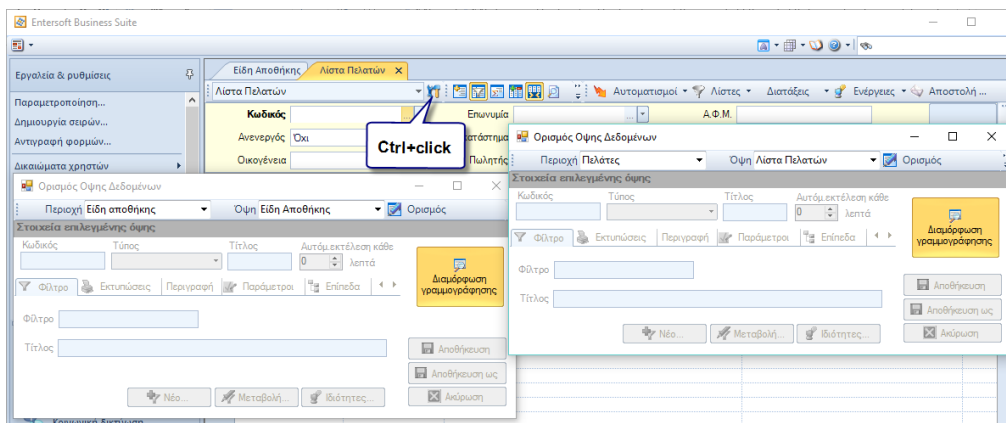 Entersoft Business Suite
Εργαλεία & ρυθμίσεις
Παραμετροποίηση...
Δημιουργία σειρών...
Αντιγραφή φορμών...
Δικαιώματα χρηστών
Είδη Αποθήκης Λίστα Πελατών X
Λίστα Πελατών Αυτοματισμοί Λίστες Διατάξεις Ενέργειες Αποστολή ...
Κωδικός Επωνυμία Α.Φ.Μ.
Ανενεργός Όχι
Οικογένεια Πωλητής
Ctrl+click
Ορισμός Οψης Δεδομένων
Περιοχή Είδη αποθήκης Όψη Είδη Αποθήκης Ορισμός
Στοιχεία επιλεγμένης όψης
Κωδικός Τύπος Τίτλος Αυτόμ.εκτέλεση κάθε
0 λεπτά
Διαμόρφωση γραμμογράφησης
Φίλτρο Εκτυπώσεις Περιγραφή Παράμετροι Επίπεδα
Φίλτρο
Τίτλος
Αποθήκευση
Αποθήκευση ως
Νέο... Μεταβολή... Ιδιότητες... Ακύρωση
Ορισμός Οψης Δεδομένων
Περιοχή Πελάτες Όψη Λίστα Πελατών Ορισμός
Στοιχεία επιλεγμένης όψης
Κωδικός Τύπος Τίτλος Αυτόμ.εκτέλεση κάθε
0 λεπτά
Διαμόρφωση γραμμογράφησης
Φίλτρο Εκτυπώσεις Περιγραφή Παράμετροι Επίπεδα
Φίλτρο
Τίτλος
Αποθήκευση
Αποθήκευση ως
Νέο... Μεταβολή... Ιδιότητες... Ακύρωση